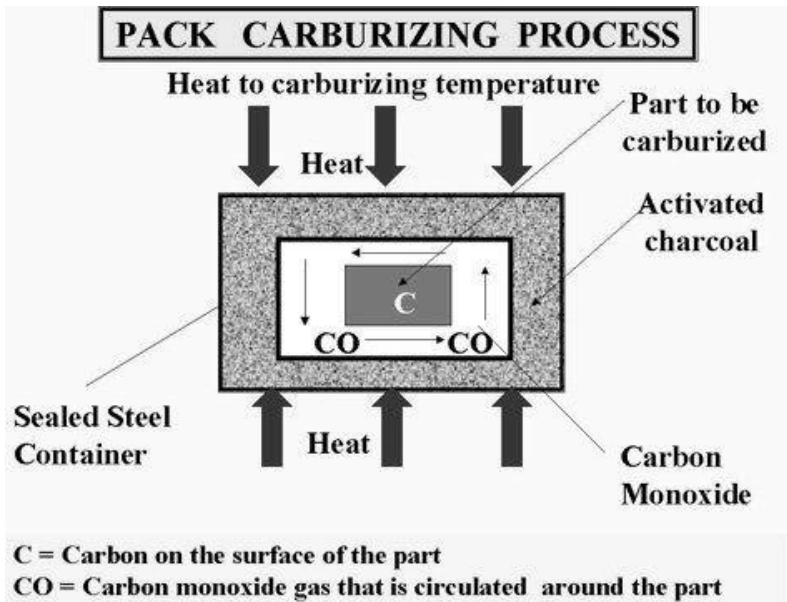 PACK CARBURIZING PROCESS
Heat to carburizing temperature
Part to be
carburized
Heat
Activated
charcoal
C
CO
CO
Sealed Steel
Container
Heat
Carbon
Monoxide
C = Carbon on the surface of the part
CO = Carbon monoxide gas that is circulated around the part